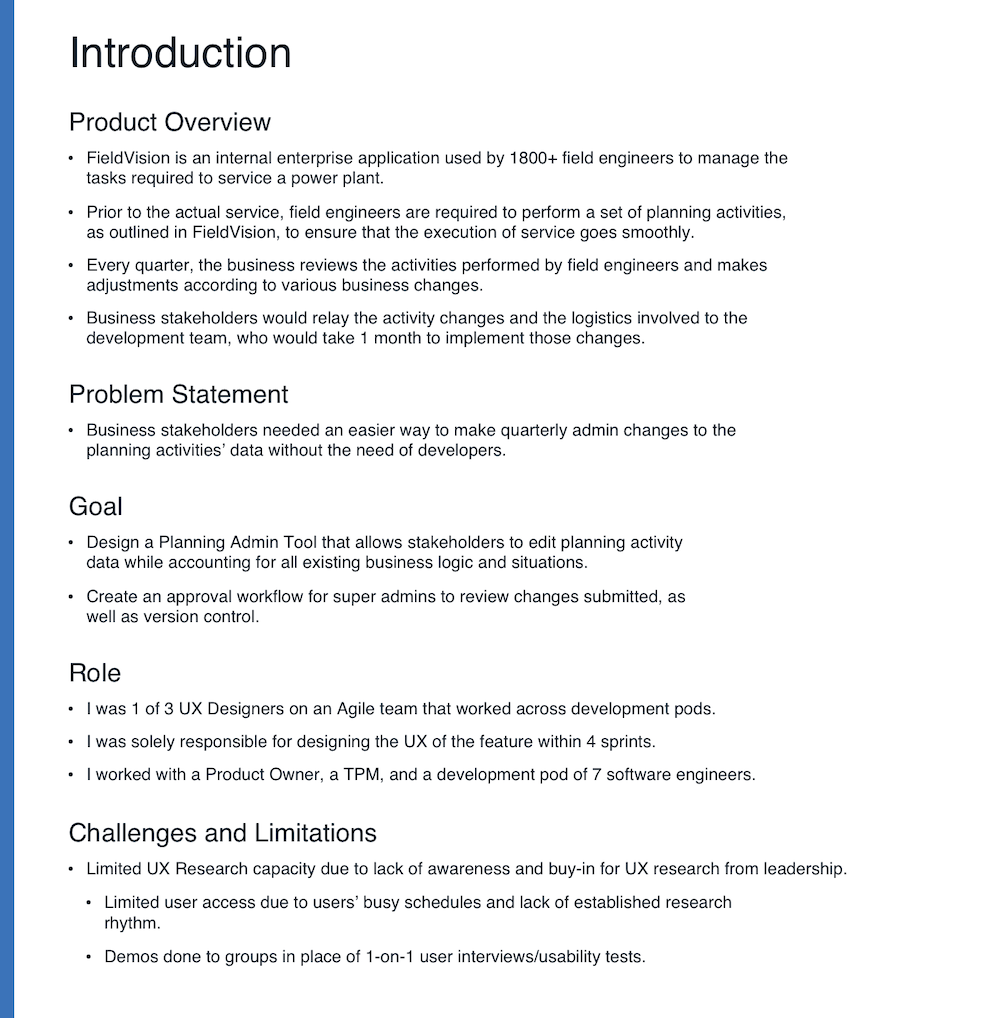 Introduction
Product Overview
• FieldVision is an internal enterprise application used by 1800+ field engineers to manage the
tasks required to service a power plant.
• Prior to the actual service, field engineers are required to perform a set of planning activities,
as outlined in FieldVision, to ensure that the execution of service goes smoothly.
• Every quarter, the business reviews the activities performed by field engineers and makes
adjustments according to various business changes.
• Business stakeholders would relay the activity changes and the logistics involved to the
development team, who would take 1 month to implement those changes.
Problem Statement
• Business stakeholders needed an easier way to make quarterly admin changes to the
planning activities’ data without the need of developers.
Goal
• Design a Planning Admin Tool that allows stakeholders to edit planning activity
data while accounting for all existing business logic and situations.
• Create an approval workflow for super admins to review changes submitted, as
well as version control.
Role
• I was 1 of 3 UX Designers on an Agile team that worked across development pods.
• I was solely responsible for designing the UX of the feature within 4 sprints.
• I worked with a Product Owner, a TPM, and a development pod of 7 software engineers.
Challenges and Limitations
• Limited UX Research capacity due to lack of awareness and buy-in for UX research from leadership.
• Limited user access due to users’ busy schedules and lack of established research
rhythm.
• Demos done to groups in place of 1-on-1 user interviews/usability tests.